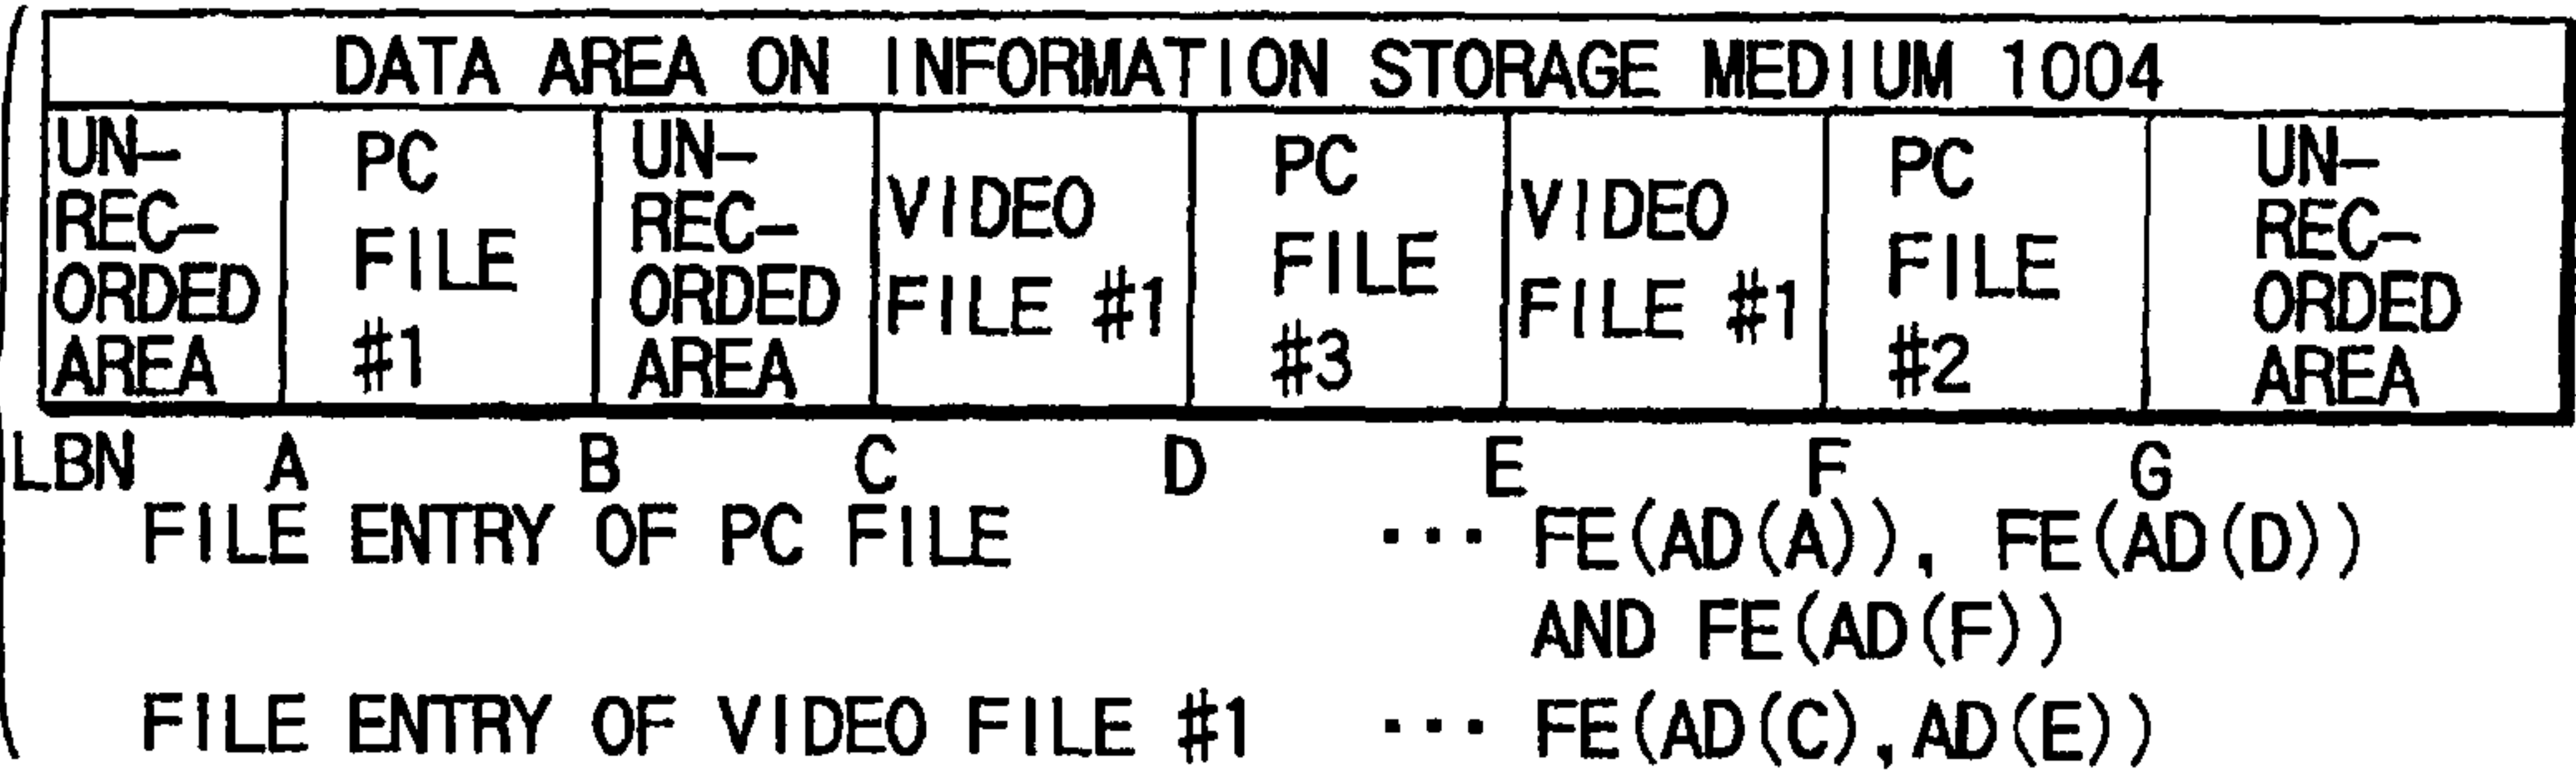 DATA AREA ON INFORMATION STORAGE MEDIUM 1004
UN-
REC-
ORDED
AREA
PC
FILE
#1
UN-
REC-
ORDED
AREA
VIDEO
FILE #1
PC
FILE
#3
VIDEO
FILE #1
PC
FILE
#2
UN-
REC-
ORDED
AREA
LBN A B C D E F G
FILE ENTRY OF PC FILE ... FE(AD(A)), FE(AD(D))
AND FE(AD(F))
FILE ENTRY OF VIDEO FILE #1 ... FE(AD(C),AD(E))